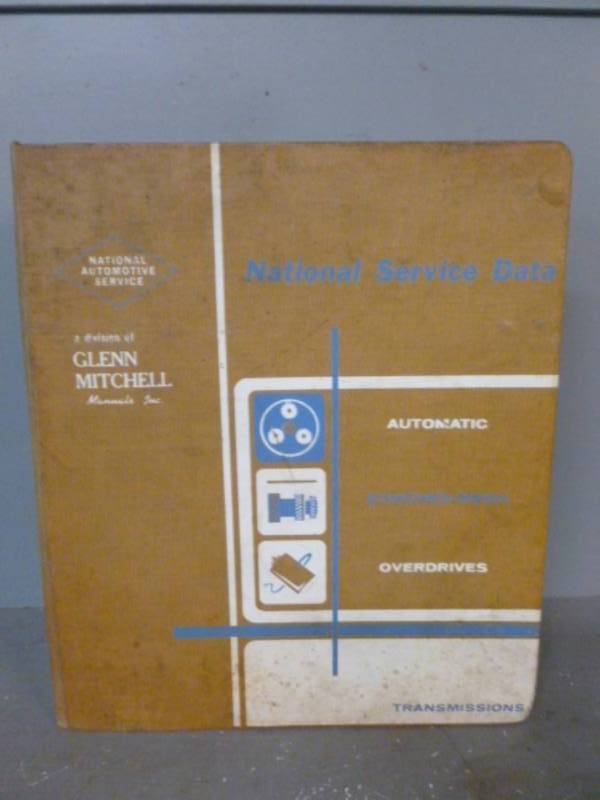 NATIONAL
AUTOMOTIVE
SERVICE
a division of
GLENN
MITCHELL
Manuals Inc.
National Service Data
AUTOMATIC
OVERDRIVES
TRANSMISSIONS